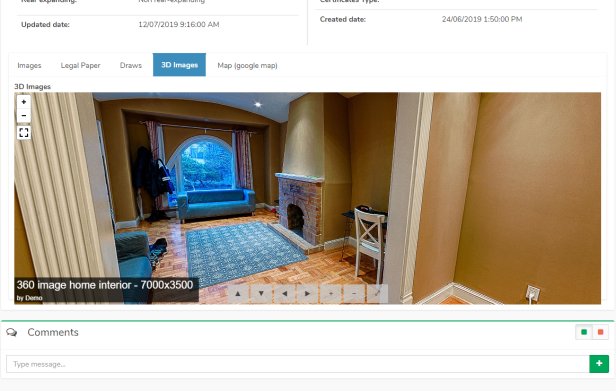 Rear expanding: Non rear-expanding
Certificates Type:
Updated date: 12/07/2019 9:16:00 AM
Created date: 24/06/2019 1:50:00 PM
Images Legal Paper Draws 3D Images Map (google map)
3D Images
+
−
360 image home interior - 7000x3500
by Demo
+ −
Comments
Type message...
+